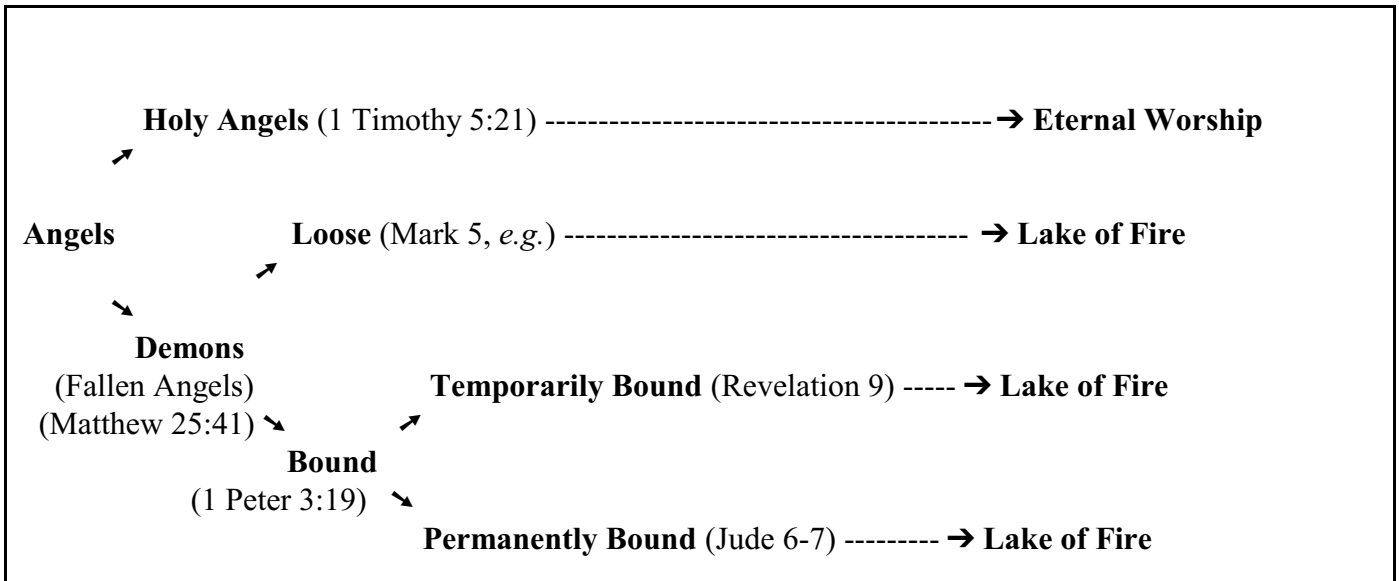 Holy Angels (1 Timothy 5:21) ----------------------------------------- ➔ Eternal Worship
Angels Loose (Mark 5, e.g.) -------------------------------------- ➔ Lake of Fire
Demons
(Fallen Angels) Temporarily Bound (Revelation 9) ----- ➔ Lake of Fire
(Matthew 25:41)
Bound
(1 Peter 3:19)
Permanently Bound (Jude 6-7) --------- ➔ Lake of Fire